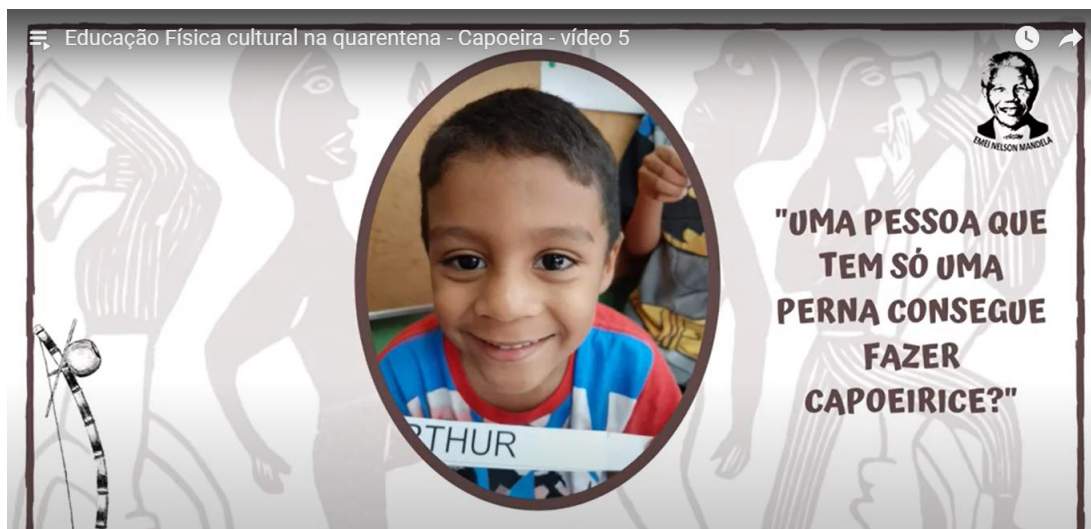 Educação Física cultural na quarentena - Capoeira - vídeo 5
EMEI NELSON MANDELA
"UMA PESSOA QUE
TEM SÓ UMA
PERNA CONSEGUE
FAZER
CAPOEIRICE?"
RTHUR